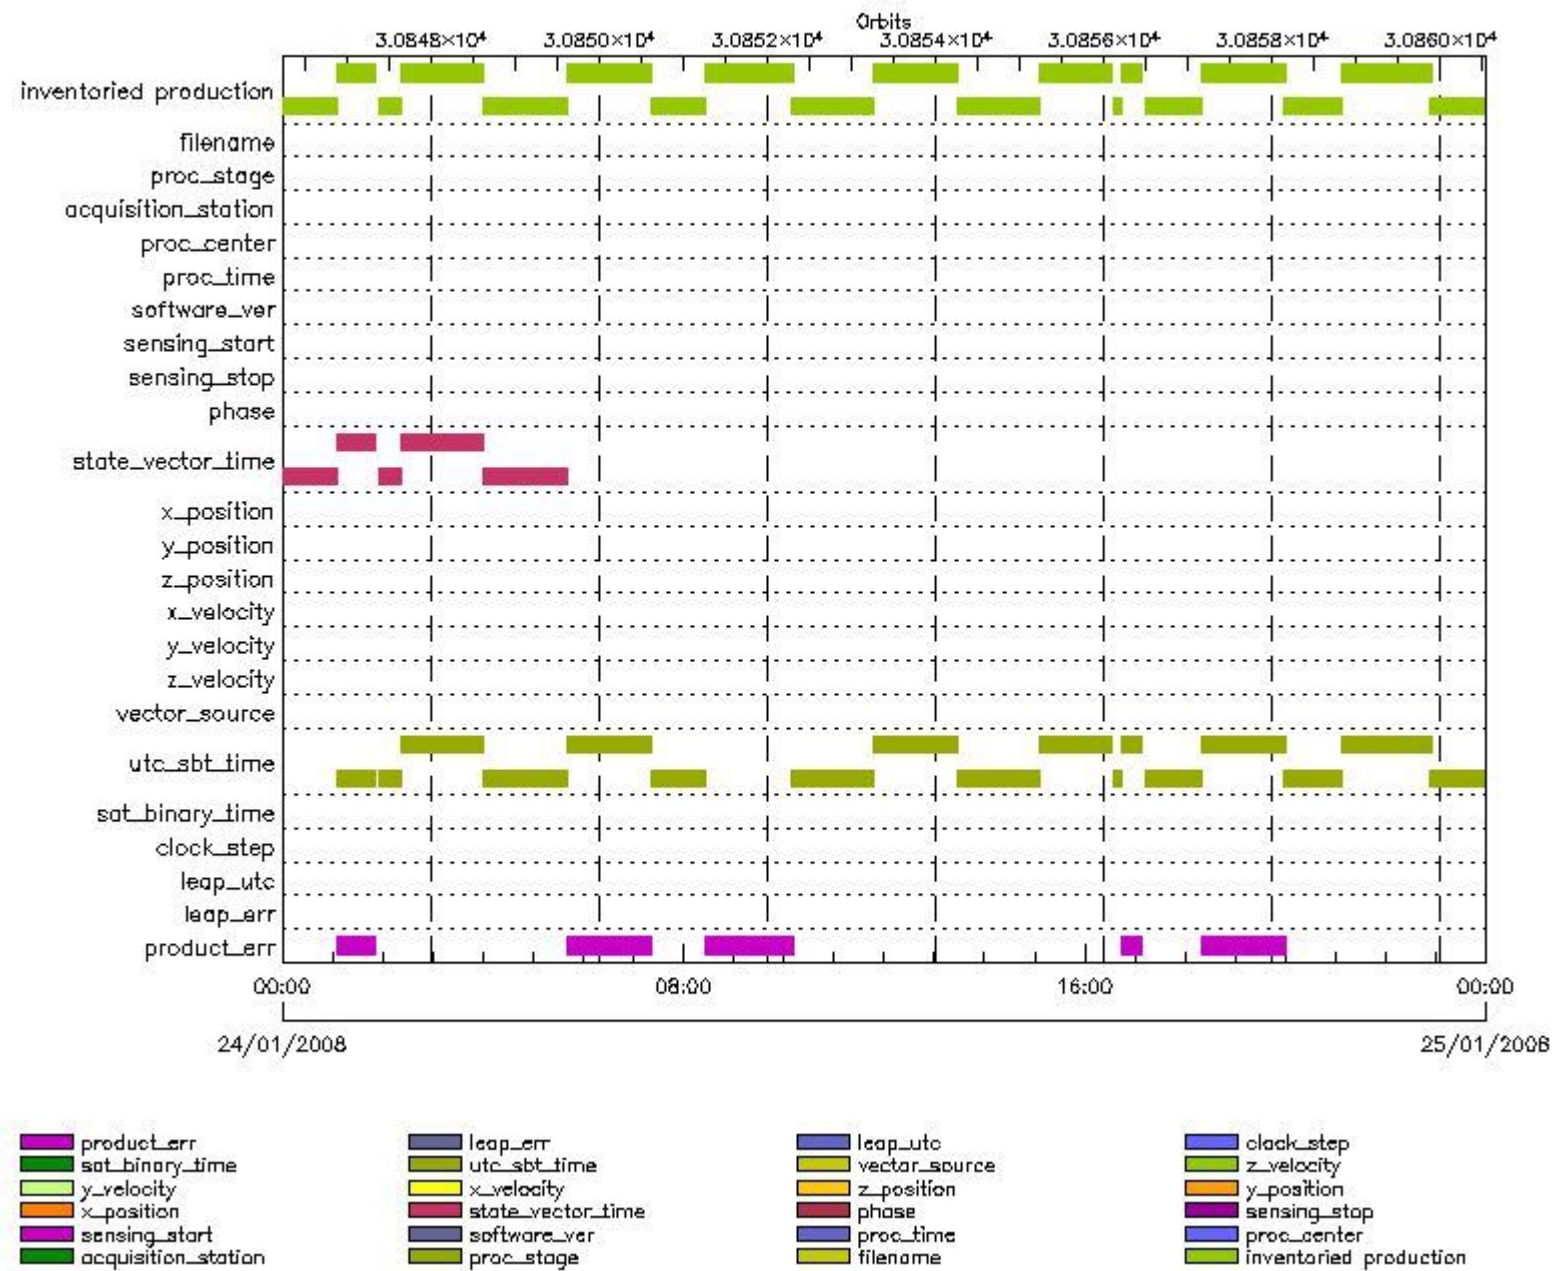 Orbits
3.0848×10⁴ 3.0850×10⁴ 3.0852×10⁴ 3.0854×10⁴ 3.0856×10⁴ 3.0858×10⁴ 3.0860×10⁴
inventoried production
filename
proc_stage
acquisition_station
proc_center
proc_time
software_ver
sensing_start
sensing_stop
phase
state_vector_time
x_position
y_position
z_position
x_velocity
y_velocity
z_velocity
vector_source
utc_sbt_time
sat_binary_time
clock_step
leap_utc
leap_err
product_err
00:00 08:00 16:00 00:00
24/01/2008 25/01/2008
product_err leap_err leap_utc clock_step
sat_binary_time utc_sbt_time vector_source z_velocity
y_velocity x_velocity z_position y_position
x_position state_vector_time phase sensing_stop
sensing_start software_ver proc_time proc_center
acquisition_station proc_stage filename inventoried production